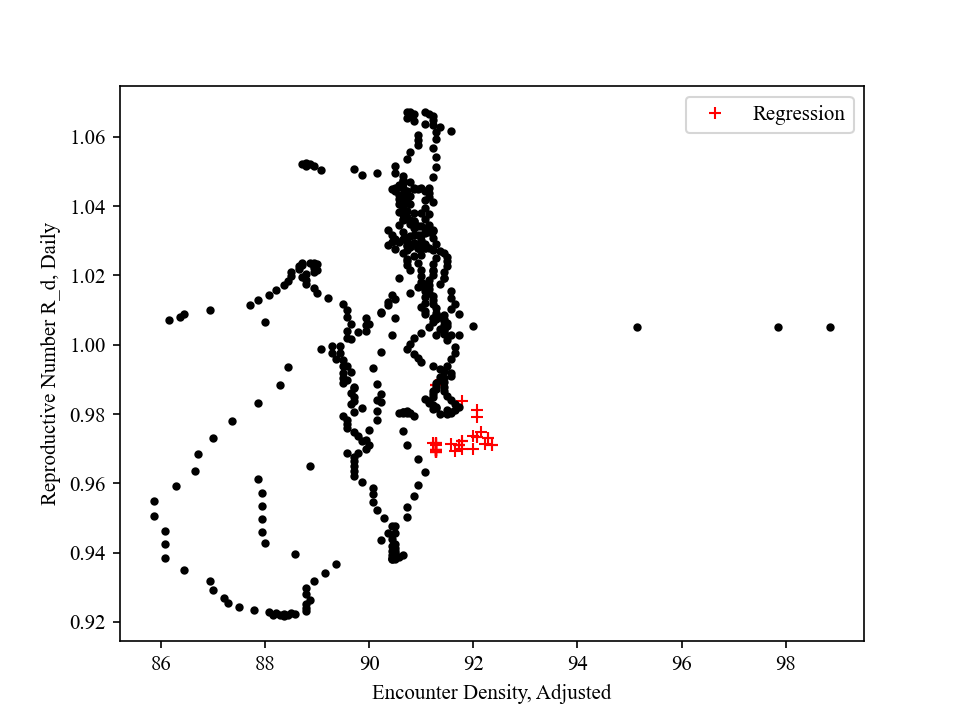 Regression
1.06
1.04
1.02
1.00
0.98
0.96
0.94
0.92
Reproductive Number R_d, Daily
86 88 90 92 94 96 98
Encounter Density, Adjusted